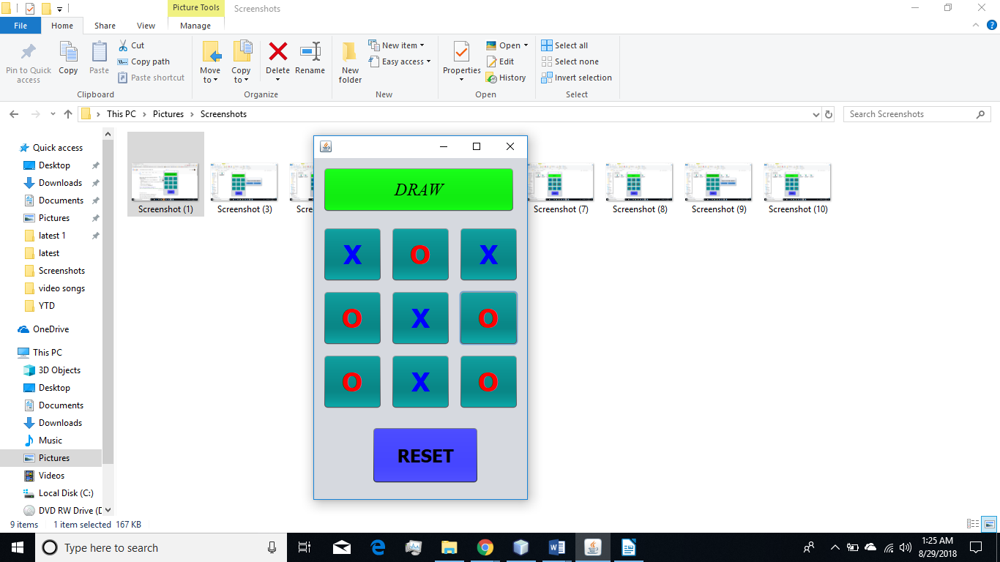 Picture Tools
Screenshots
File Home Share View Manage
Pin to Quick access
Copy
Paste
Cut
Copy path
Paste shortcut
Clipboard
Move to
Copy to
Delete
Rename
Organize
New folder
New item
Easy access
New
Properties
Open
Edit
History
Open
Select all
Select none
Invert selection
Select
This PC Pictures Screenshots
Search Screenshots
Quick access
Desktop
Downloads
Documents
Pictures
latest 1
latest
Screenshots
video songs
YTD
OneDrive
This PC
3D Objects
Desktop
Documents
Downloads
Music
Pictures
Videos
Local Disk (C:)
DVD RW Drive (D
Screenshot (1) Screenshot (3) Scree Screenshot (7) Screenshot (8) Screenshot (9) Screenshot (10)
DRAW
X O X
O X O
O X O
RESET
9 items 1 item selected 167 KB
Type here to search
1:25 AM
8/29/2018